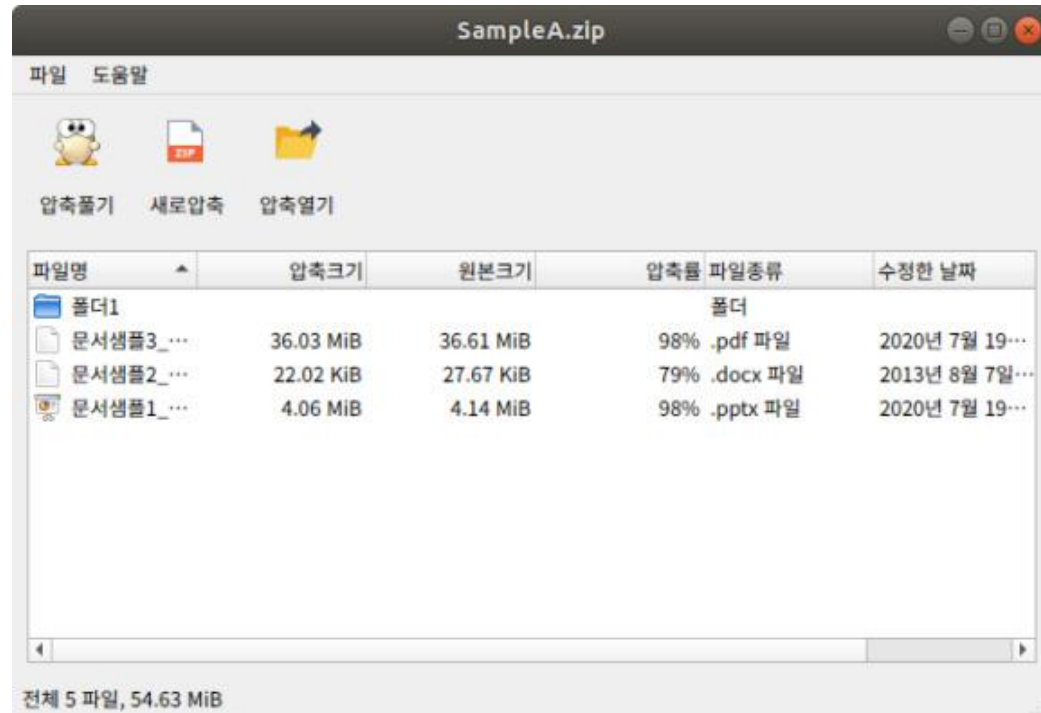 SampleA.zip
파일 도움말
ZIP
압축풀기 새로압축 압축열기
파일명 압축크기 원본크기 압축률 파일종류 수정한 날짜
폴더1 폴더
문서샘플3_… 36.03 MiB 36.61 MiB 98% .pdf 파일 2020년 7월 19…
문서샘플2_… 22.02 KiB 27.67 KiB 79% .docx 파일 2013년 8월 7일…
문서샘플1_… 4.06 MiB 4.14 MiB 98% .pptx 파일 2020년 7월 19…
전체 5 파일, 54.63 MiB